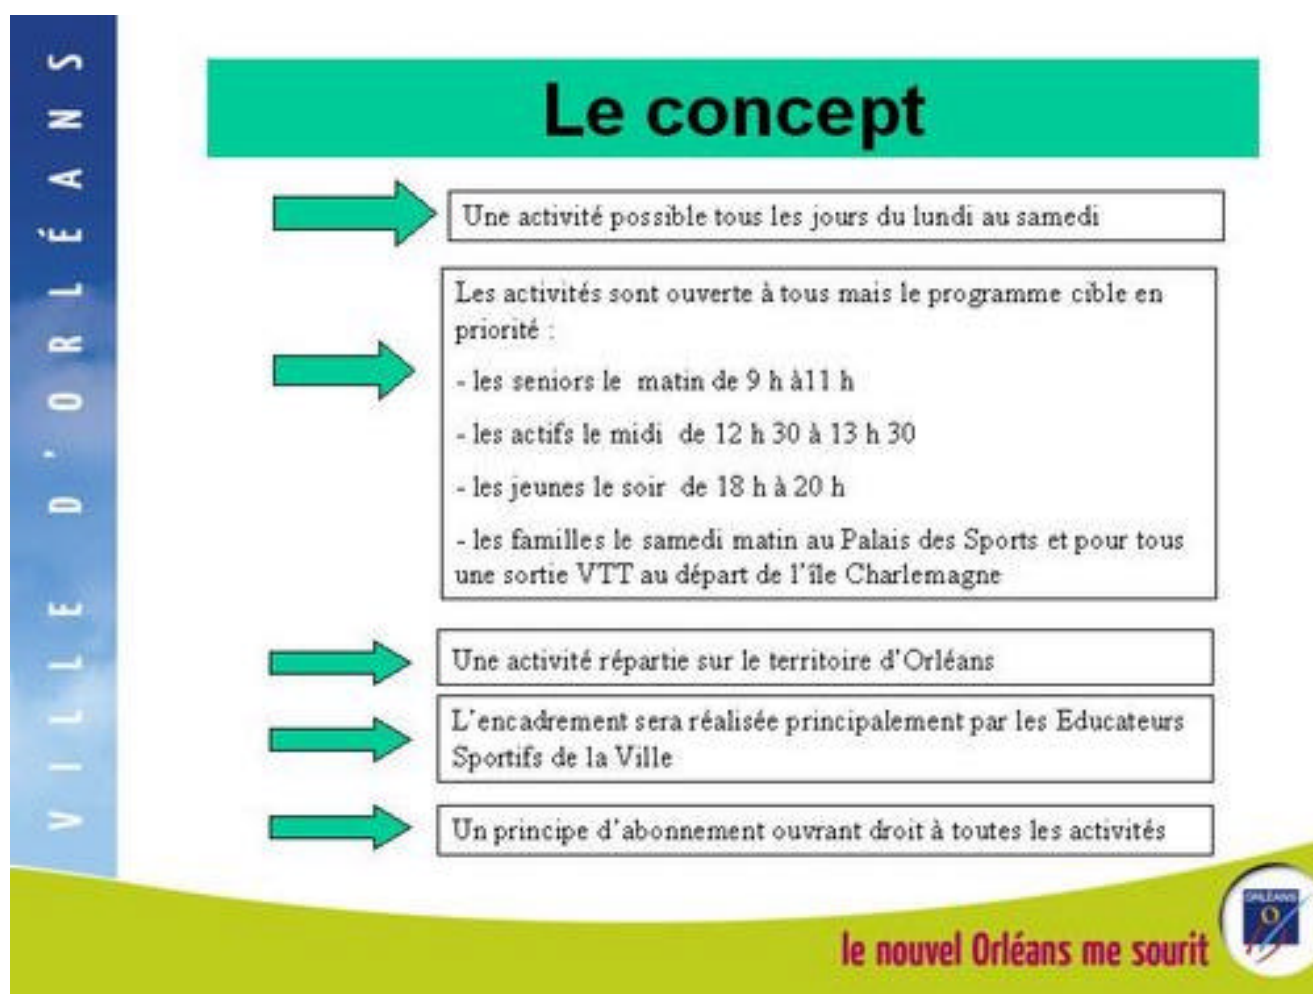 VILLE D'ORLÉANS
Le concept
Une activité possible tous les jours du lundi au samedi
Les activités sont ouverte à tous mais le programme cible en
priorité :
- les seniors le matin de 9 h à11 h
- les actifs le midi de 12 h 30 à 13 h 30
- les jeunes le soir de 18 h à 20 h
- les familles le samedi matin au Palais des Sports et pour tous
une sortie VTT au départ de l'île Charlemagne
Une activité répartie sur le territoire d'Orléans
L'encadrement sera réalisée principalement par les Educateurs
Sportifs de la Ville
Un principe d'abonnement ouvrant droit à toutes les activités
ORLÉANS
le nouvel Orléans me sourit